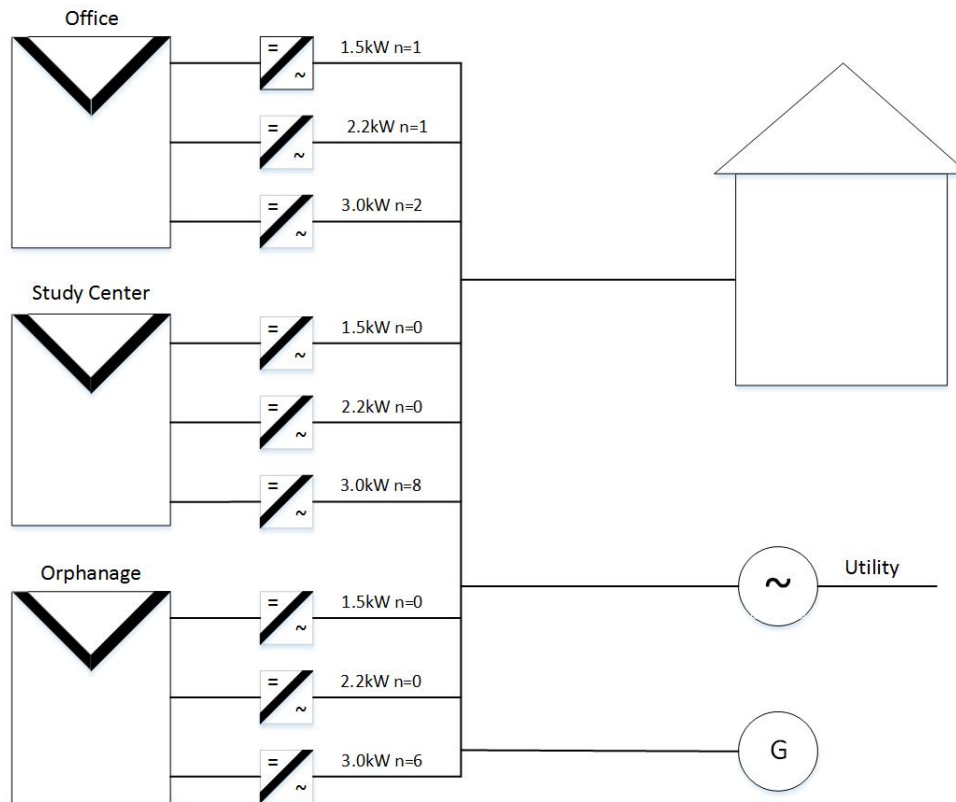 Office
=
~
1.5kW n=1
=
~
2.2kW n=1
=
~
3.0kW n=2
Study Center
=
~
1.5kW n=0
=
~
2.2kW n=0
=
~
3.0kW n=8
Orphanage
=
~
1.5kW n=0
=
~
2.2kW n=0
=
~
3.0kW n=6
~
Utility
G